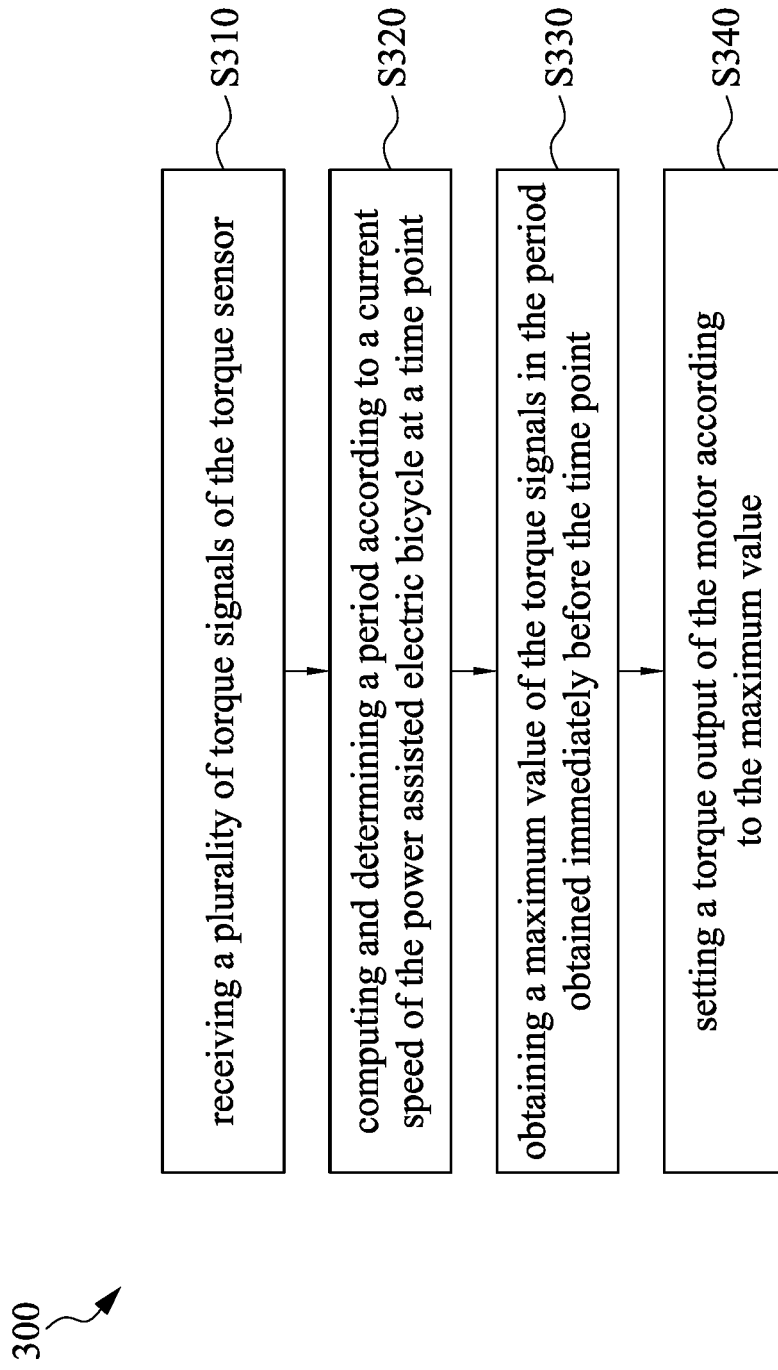 300
receiving a plurality of torque signals of the torque sensor
S310
computing and determining a period according to a current
speed of the power assisted electric bicycle at a time point
S320
obtaining a maximum value of the torque signals in the period
obtained immediately before the time point
S330
setting a torque output of the motor according
to the maximum value
S340